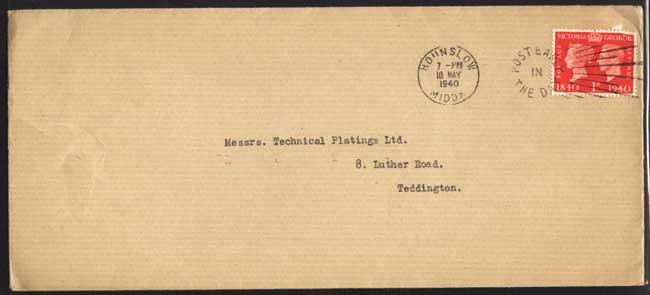 HOUNSLOW
7 - PM
10 MAY
1940
MIDDX
POST EARLY
IN
THE DAY
VICTORIA GEORGE
POSTAGE
1840 1D 1940
Messrs. Technical Platings Ltd.
8. Luther Road.
Teddington.